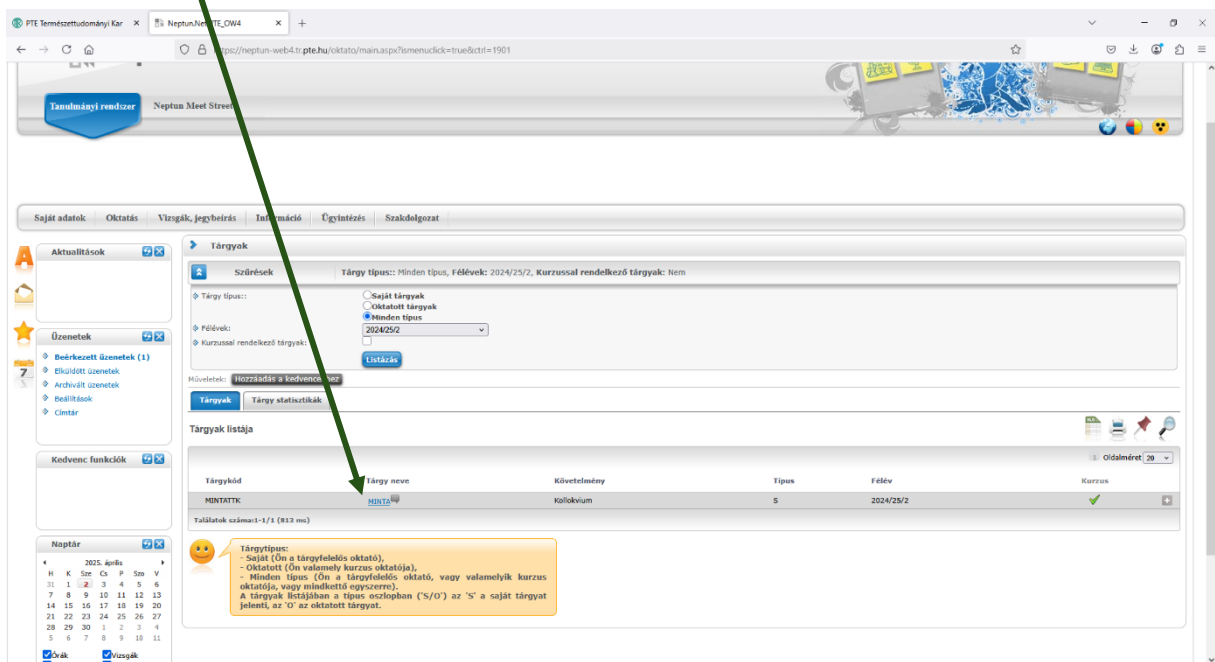 PTE Természettudományi Kar
Neptun.Net PTE_OW4
https://neptun-web4.tr.pte.hu/oktato/main.aspx?ismenuclick=true&ctrl=1901
Tanulmányi rendszer
Neptun Meet Street
Saját adatok Oktatás Vizsgák, jegybeírás Információ Ügyintézés Szakdolgozat
Aktualitások
Üzenetek
Beérkezett üzenetek (1)
Elküldött üzenetek
Archivált üzenetek
Beállítások
Címtár
Kedvenc funkciók
Naptár
2025. április
H K Sze Cs P Szo V
31 1 2 3 4 5 6
7 8 9 10 11 12 13
14 15 16 17 18 19 20
21 22 23 24 25 26 27
28 29 30 1 2 3 4
5 6 7 8 9 10 11
Órák Vizsgák
Tárgyak
Szűrések Tárgy típus:: Minden típus, Félévek: 2024/25/2, Kurzussal rendelkező tárgyak: Nem
Tárgy típus::
Saját tárgyak
Oktatott tárgyak
Minden típus
Félévek: 2024/25/2
Kurzussal rendelkező tárgyak:
Listázás
Műveletek: Hozzáadás a kedvencekhez
Tárgyak Tárgy statisztikák
Tárgyak listája
Oldalméret 20
Tárgykód Tárgy neve Követelmény Típus Félév Kurzus
MINTATTK MINTA Kollokvium S 2024/25/2
Találatok száma:1-1/1 (813 ms)
Tárgytípus:
- Saját (Ön a tárgyfelelős oktató),
- Oktatott (Ön valamely kurzus oktatója),
- Minden típus (Ön a tárgyfelelős oktató, vagy valamelyik kurzus
oktatója, vagy mindkettő egyszerre).
A tárgyak listájában a típus oszlopban ('S/O') az 'S' a saját tárgyat
jelenti, az 'O' az oktatott tárgyat.